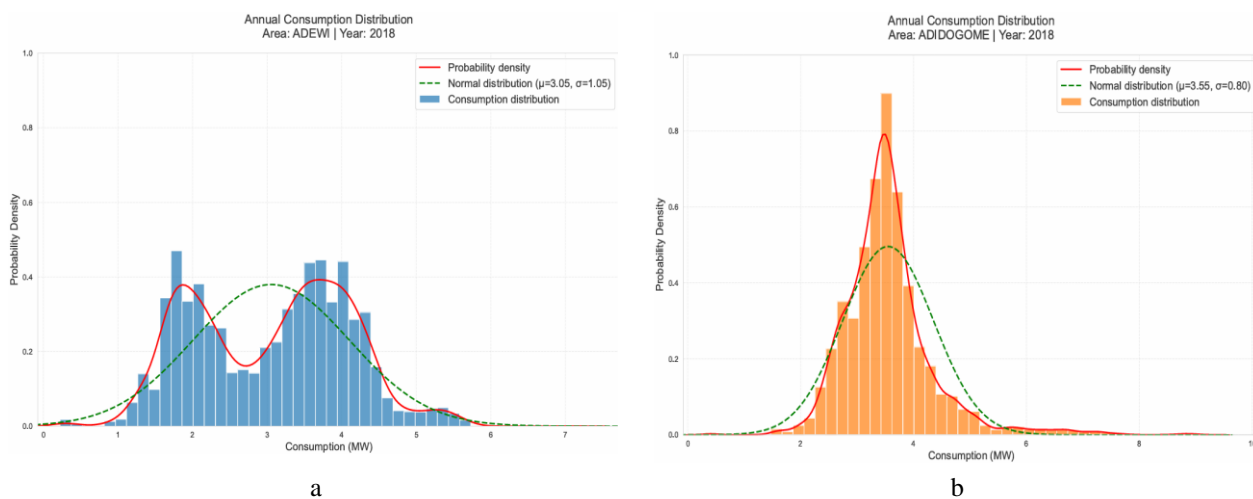 Annual Consumption Distribution
Area: ADEWI | Year: 2018
1.0
0.8
0.6
0.4
0.2
0.0
Probability Density
Probability density
Normal distribution (μ=3.05, σ=1.05)
Consumption distribution
0 1 2 3 4 5 6 7
Consumption (MW)
a
Annual Consumption Distribution
Area: ADIDOGOME | Year: 2018
1.0
0.8
0.6
0.4
0.2
0.0
Probability Density
Probability density
Normal distribution (μ=3.55, σ=0.80)
Consumption distribution
0 2 4 6 8 10
Consumption (MW)
b